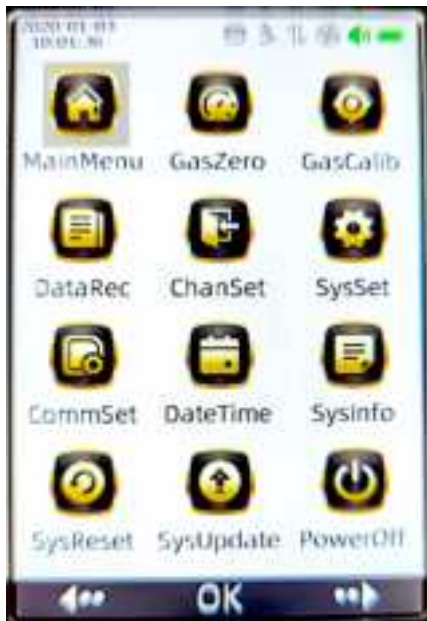 MainMenu GasZero GasCalib
DataRec ChanSet SysSet
CommSet DateTime SysInfo
SysReset SysUpdate PowerOff
OK